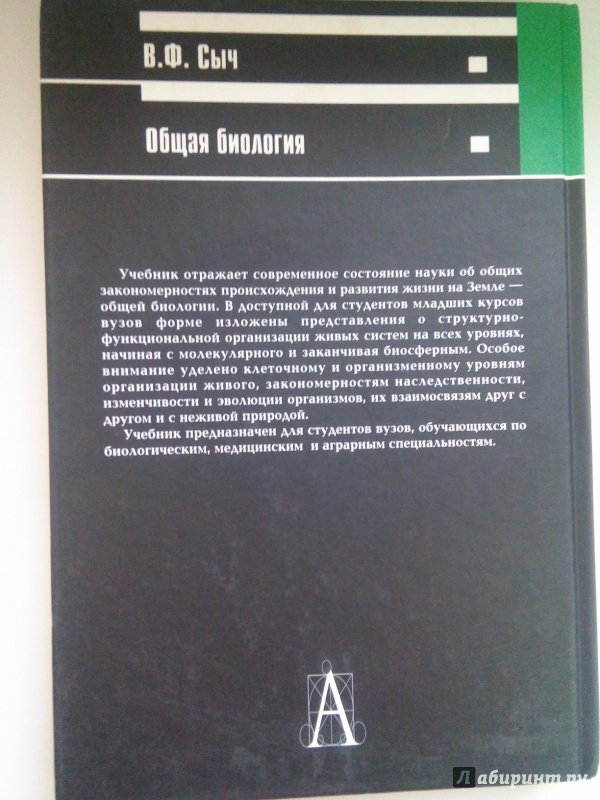 В.Ф. Сыч
Общая биология
Учебник отражает современное состояние науки об общих
закономерностях происхождения и развития жизни на Земле —
общей биологии. В доступной для студентов младших курсов
вузов форме изложены представления о структурно-
функциональной организации живых систем на всех уровнях,
начиная с молекулярного и заканчивая биосферным. Особое
внимание уделено клеточному и организменному уровням
организации живого, закономерностям наследственности,
изменчивости и эволюции организмов, их взаимосвязям друг с
другом и с неживой природой.
Учебник предназначен для студентов вузов, обучающихся по
биологическим, медицинским и аграрным специальностям.
А
Лабиринт.ру